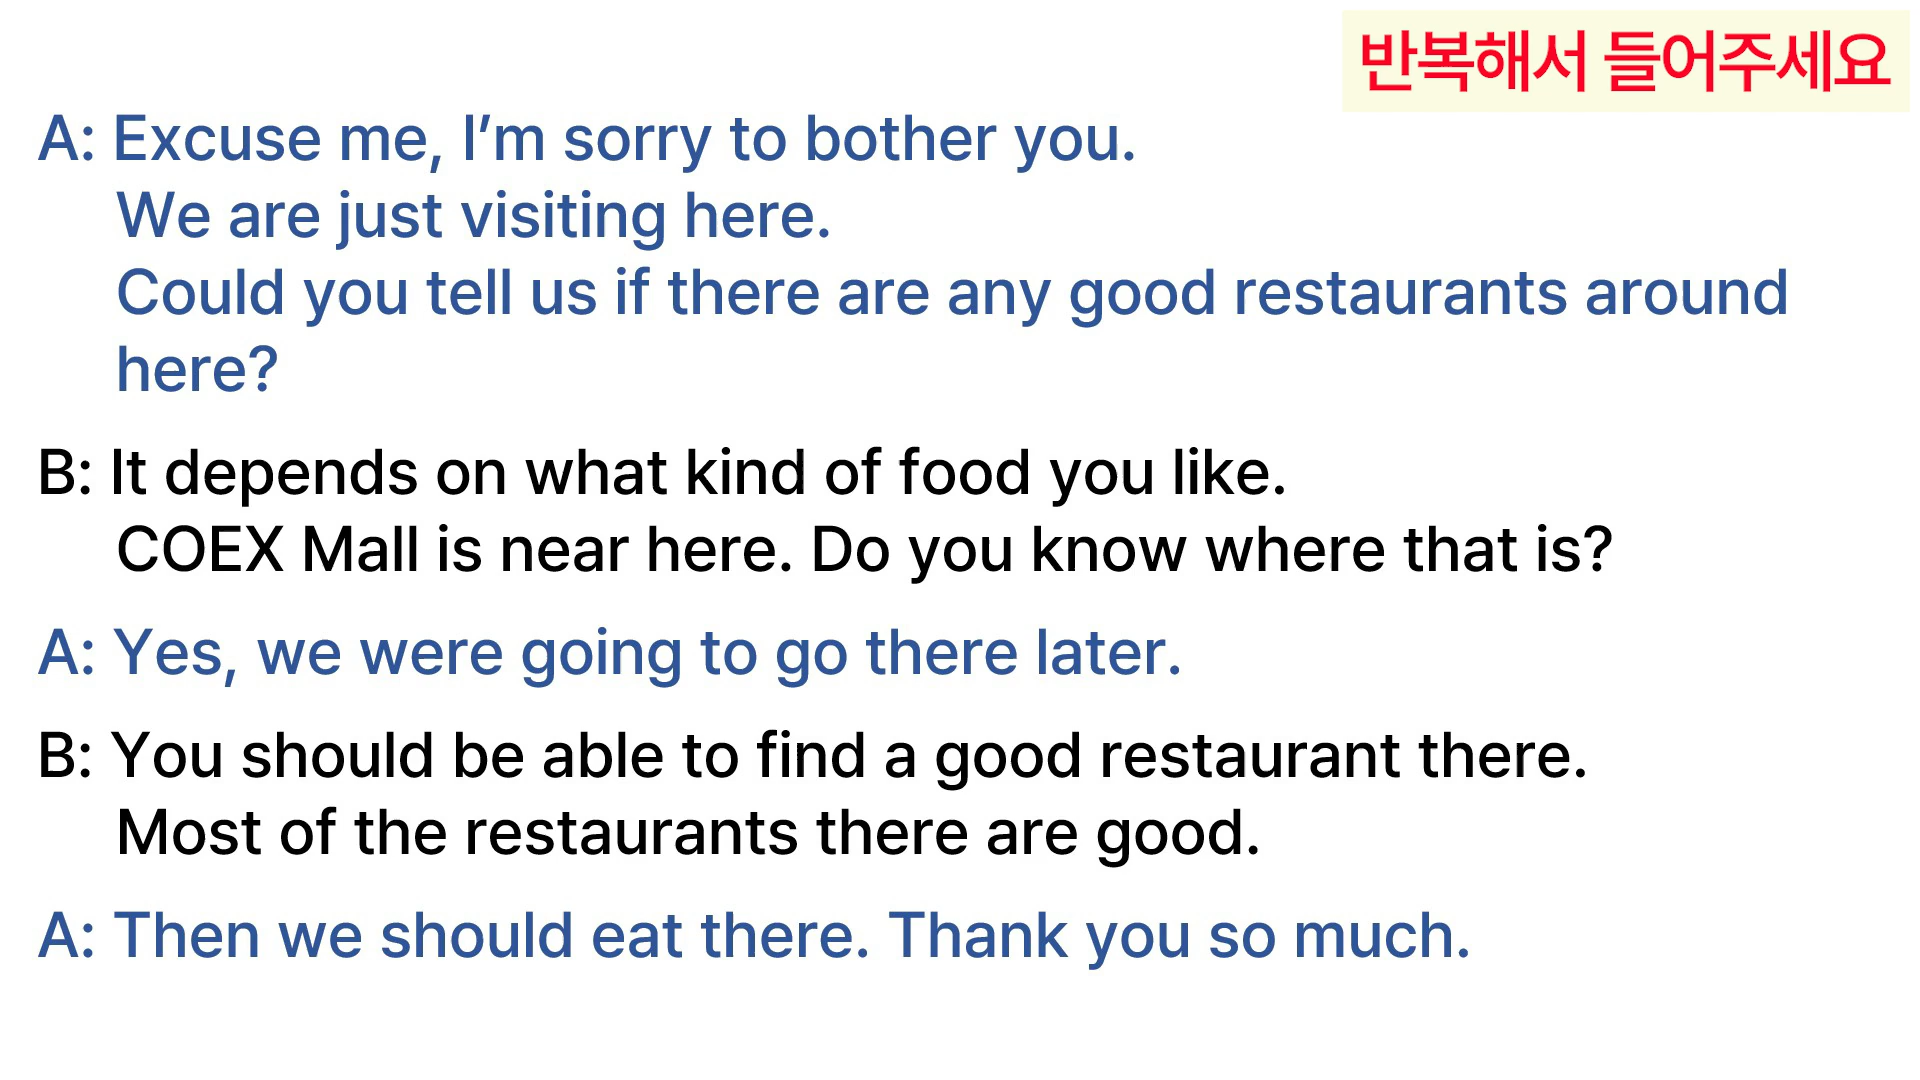 반복해서 들어주세요
A: Excuse me, I’m sorry to bother you.
We are just visiting here.
Could you tell us if there are any good restaurants around
here?
B: It depends on what kind of food you like.
COEX Mall is near here. Do you know where that is?
A: Yes, we were going to go there later.
B: You should be able to find a good restaurant there.
Most of the restaurants there are good.
A: Then we should eat there. Thank you so much.